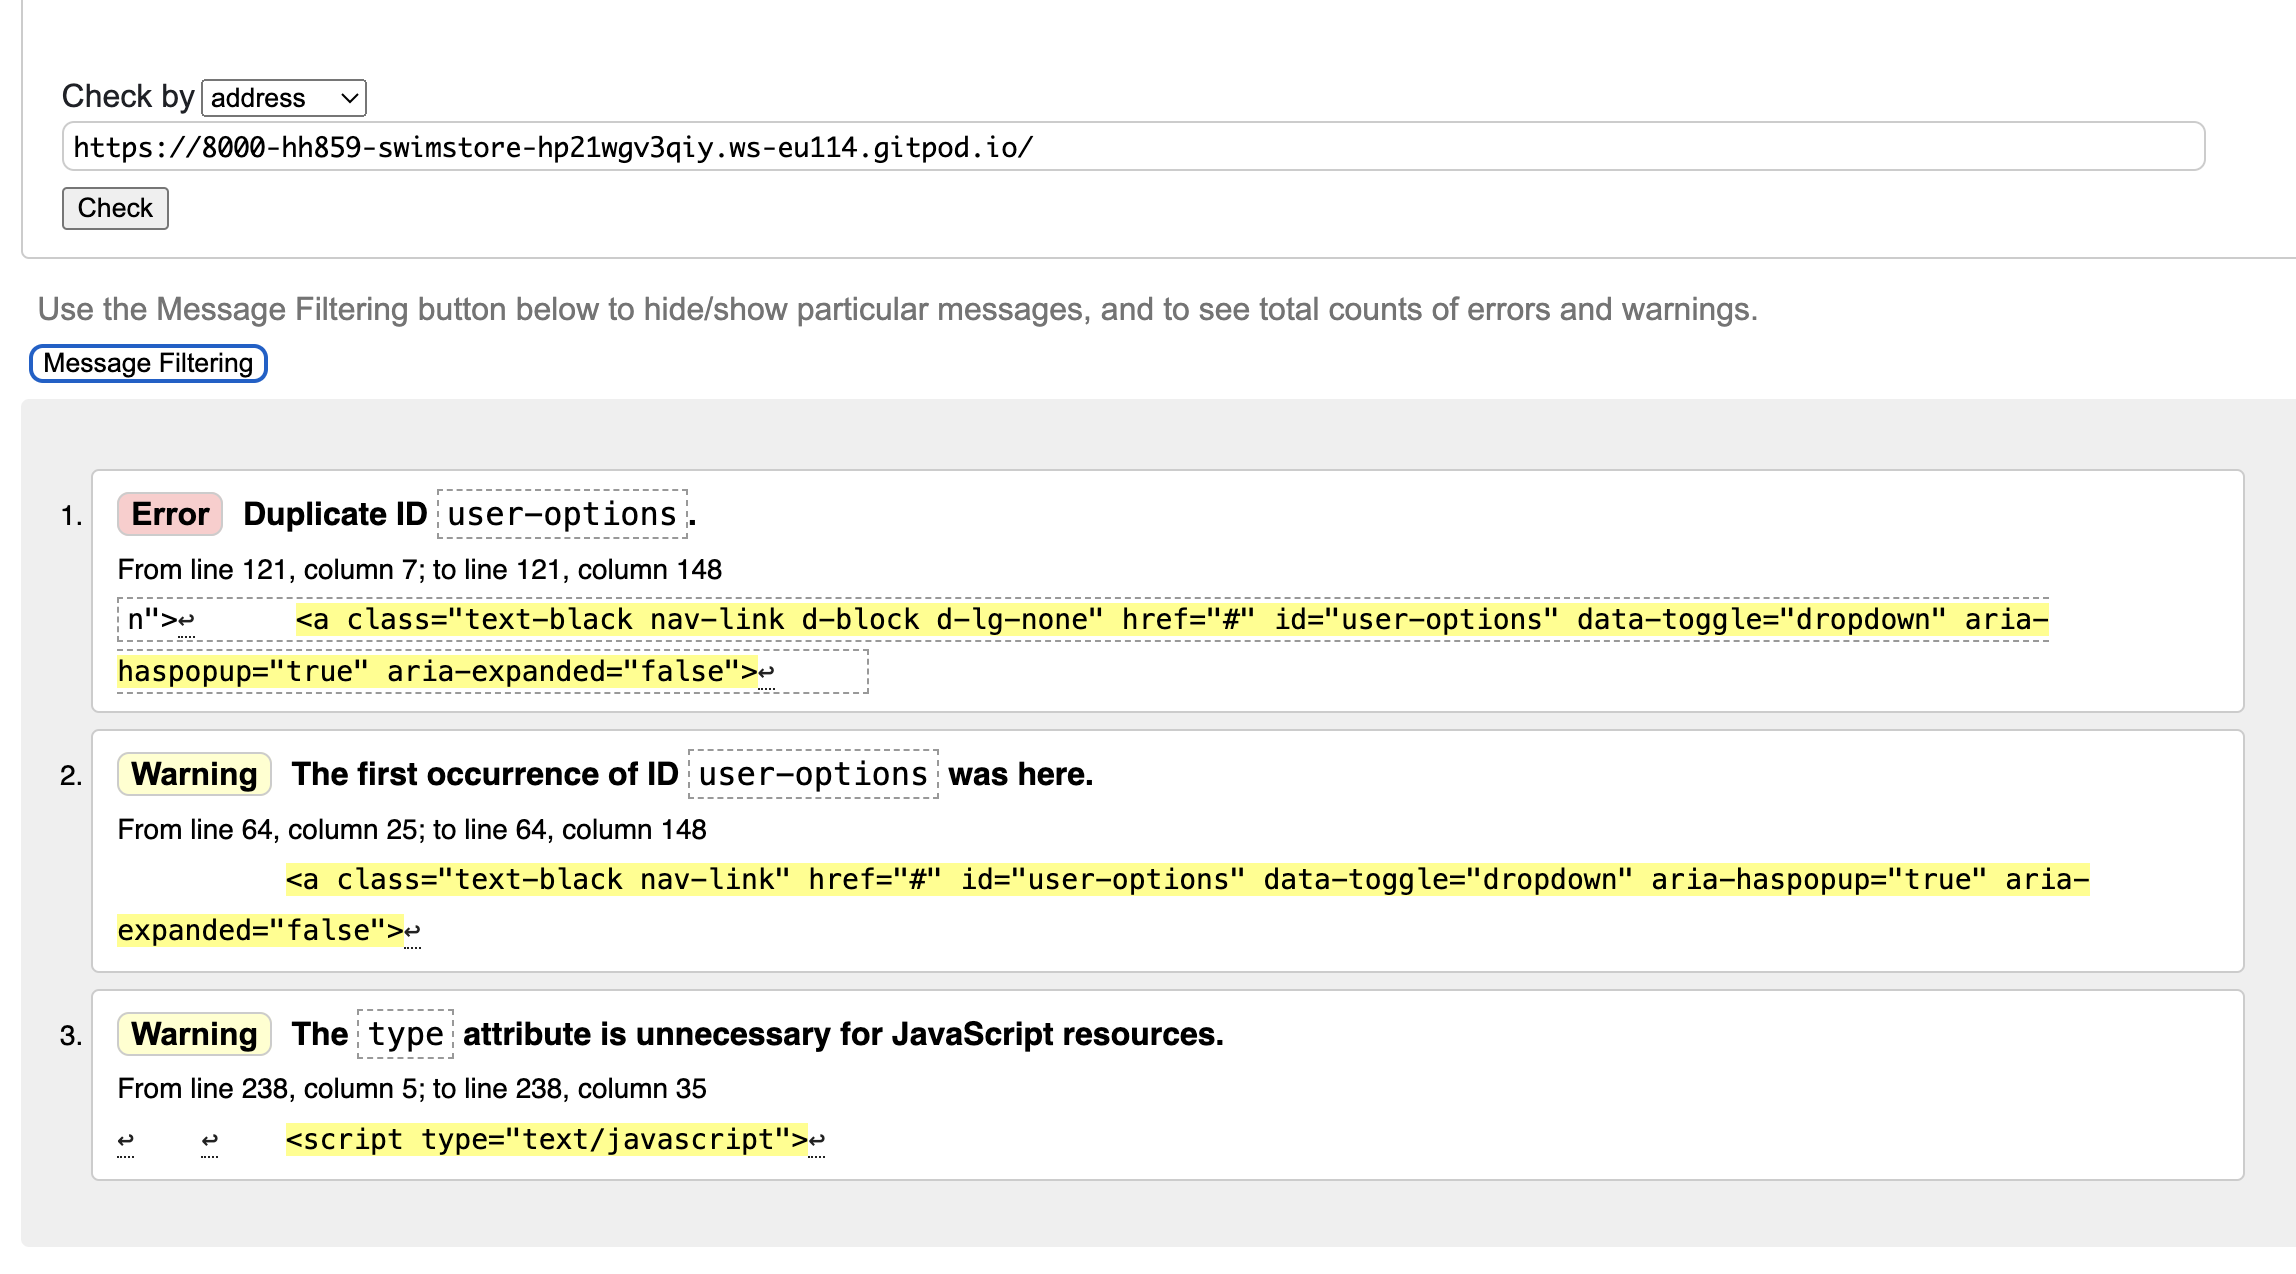 Check by address
https://8000-hh859-swimstore-hp21wgv3qiy.ws-eu114.gitpod.io/
Check
Use the Message Filtering button below to hide/show particular messages, and to see total counts of errors and warnings.
Message Filtering
1. Error Duplicate ID user-options.
From line 121, column 7; to line 121, column 148
n">↩ <a class="text-black nav-link d-block d-lg-none" href="#" id="user-options" data-toggle="dropdown" aria-
haspopup="true" aria-expanded="false">↩
2. Warning The first occurrence of ID user-options was here.
From line 64, column 25; to line 64, column 148
<a class="text-black nav-link" href="#" id="user-options" data-toggle="dropdown" aria-haspopup="true" aria-
expanded="false">↩
3. Warning The type attribute is unnecessary for JavaScript resources.
From line 238, column 5; to line 238, column 35
↩ ↩ <script type="text/javascript">↩